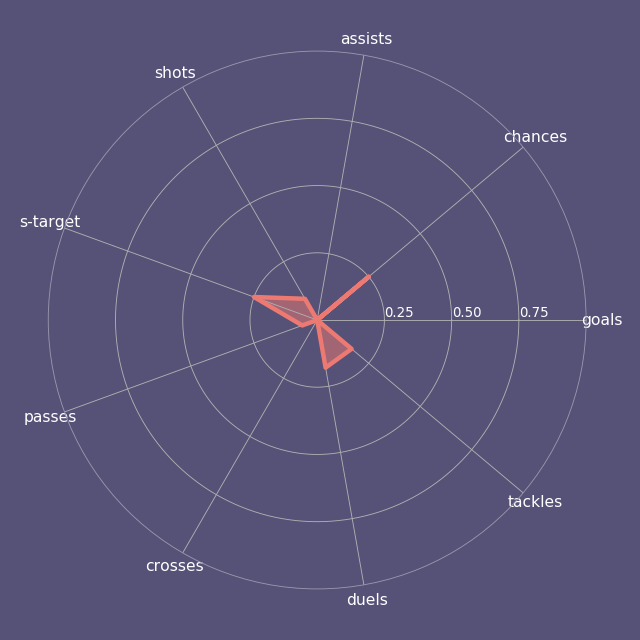 assists
shots
chances
s-target
0.25 0.50 0.75 goals
passes
tackles
crosses
duels